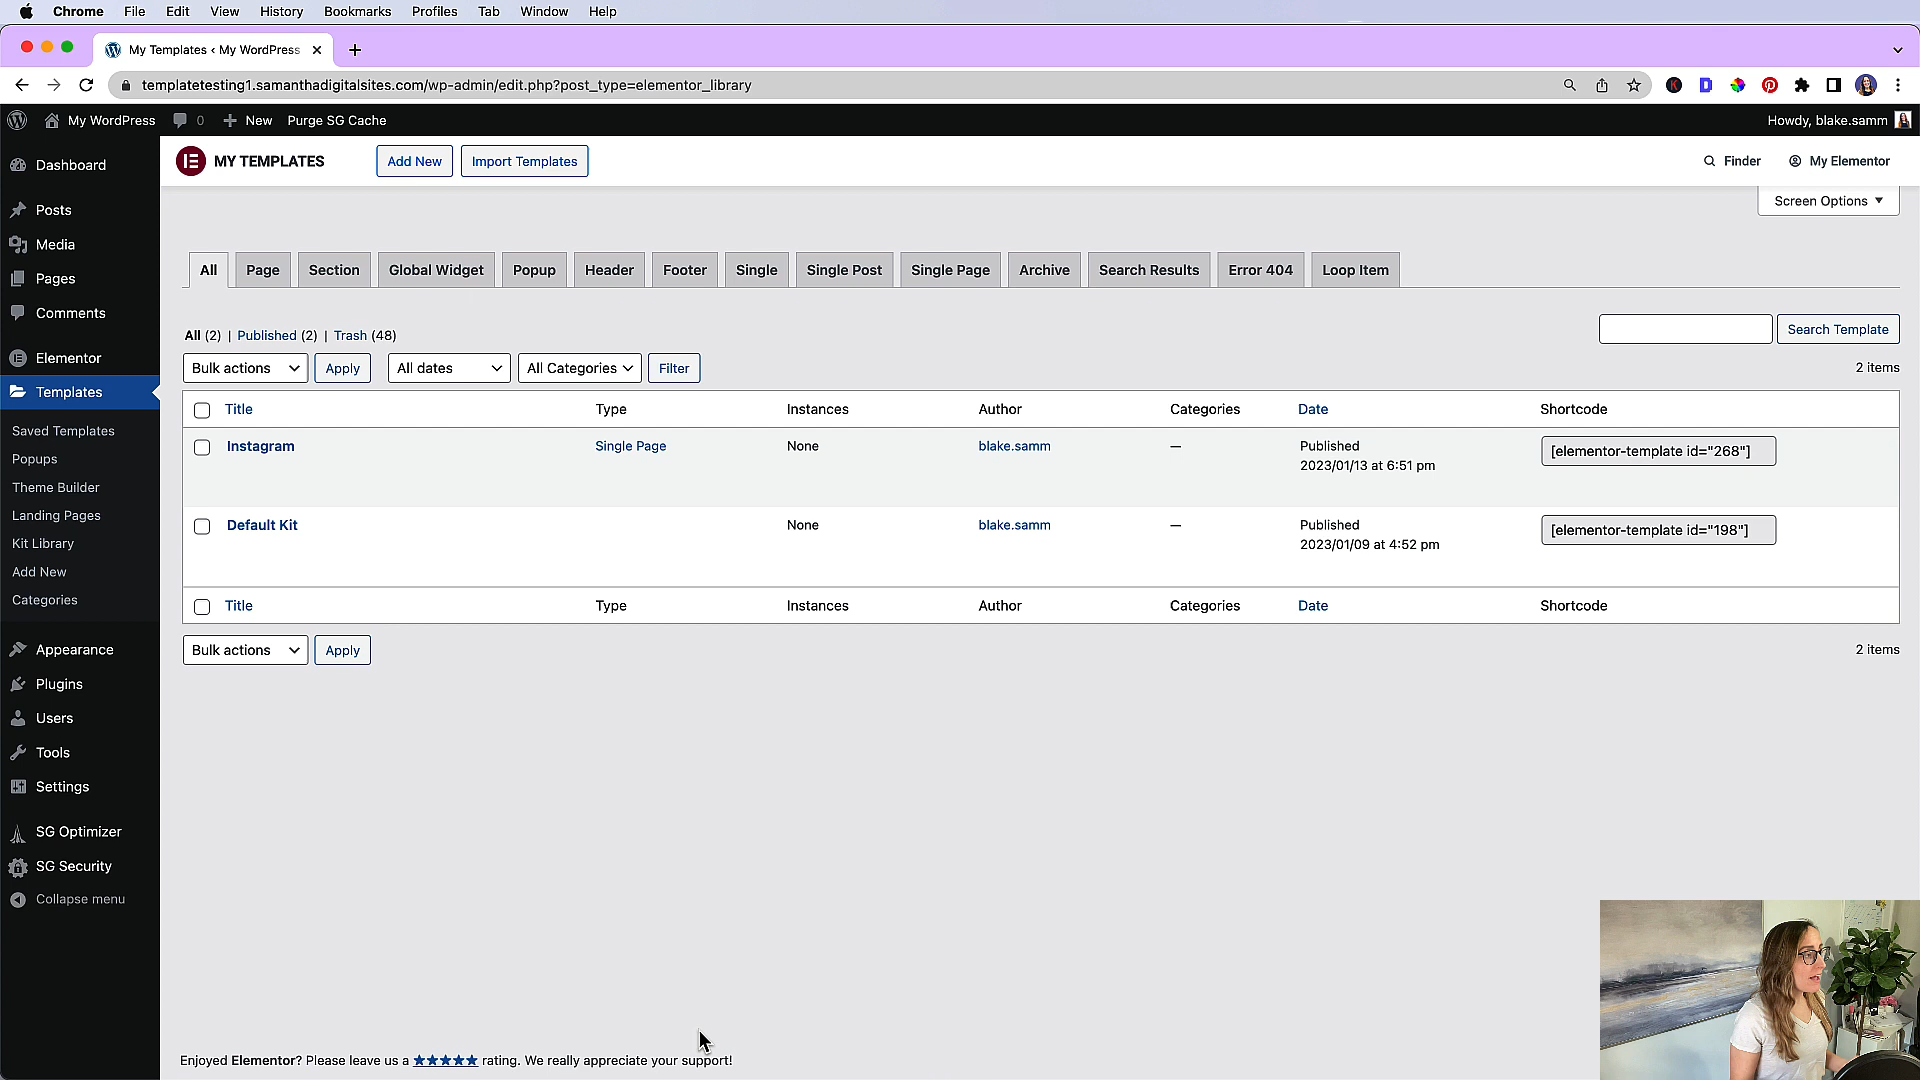 Chrome File Edit View History Bookmarks Profiles Tab Window Help
My Templates ‹ My WordPress
templatetesting1.samanthadigitalsites.com/wp-admin/edit.php?post_type=elementor_library
My WordPress 0 New Purge SG Cache Howdy, blake.samm
Dashboard
Posts
Media
Pages
Comments
Elementor
Templates
Saved Templates
Popups
Theme Builder
Landing Pages
Kit Library
Add New
Categories
Appearance
Plugins
Users
Tools
Settings
SG Optimizer
SG Security
Collapse menu
MY TEMPLATES Add New Import Templates Finder My Elementor
Screen Options
All Page Section Global Widget Popup Header Footer Single Single Post Single Page Archive Search Results Error 404 Loop Item
All (2) | Published (2) | Trash (48)
Search Template
Bulk actions Apply All dates All Categories Filter 2 items
Title Type Instances Author Categories Date Shortcode
Instagram Single Page None blake.samm — Published [elementor-template id="268"]
2023/01/13 at 6:51 pm
Default Kit None blake.samm — Published [elementor-template id="198"]
2023/01/09 at 4:52 pm
Title Type Instances Author Categories Date Shortcode
Bulk actions Apply 2 items
Enjoyed Elementor? Please leave us a ★★★★★ rating. We really appreciate your support!